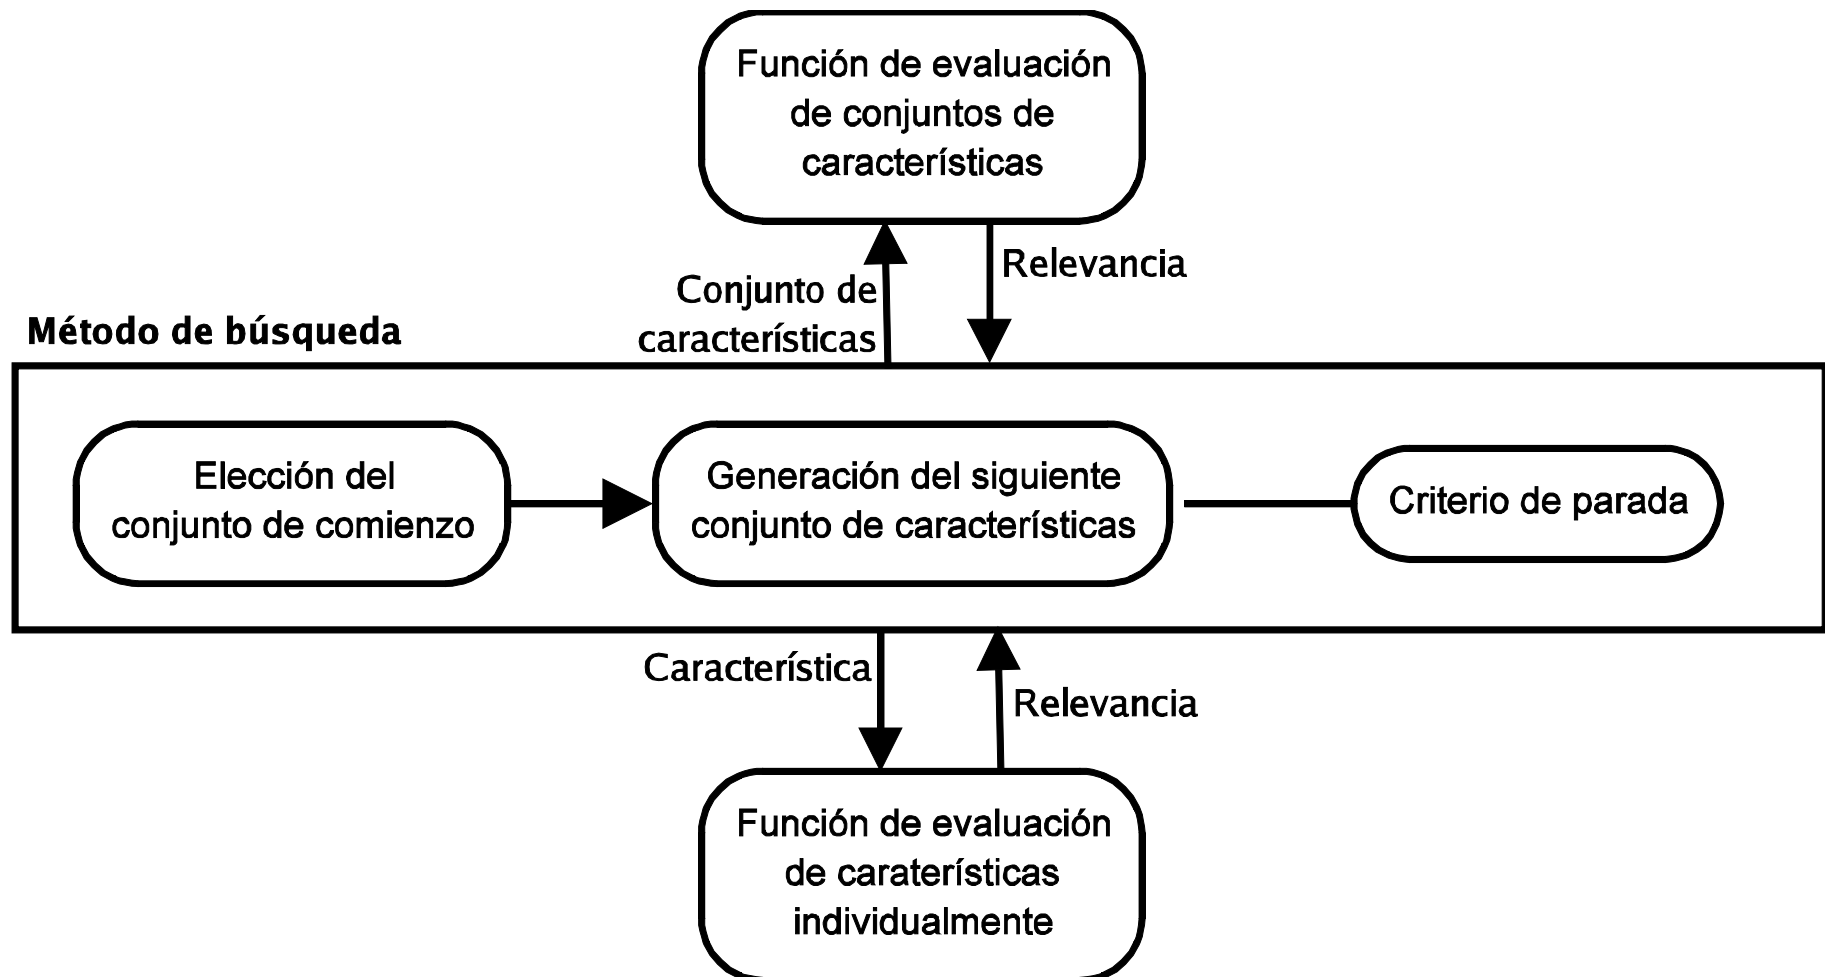 Función de evaluación
de conjuntos de
características
Relevancia
Conjunto de
características
Método de búsqueda
Elección del
conjunto de comienzo
Generación del siguiente
conjunto de características
Criterio de parada
Característica
Relevancia
Función de evaluación
de caraterísticas
individualmente